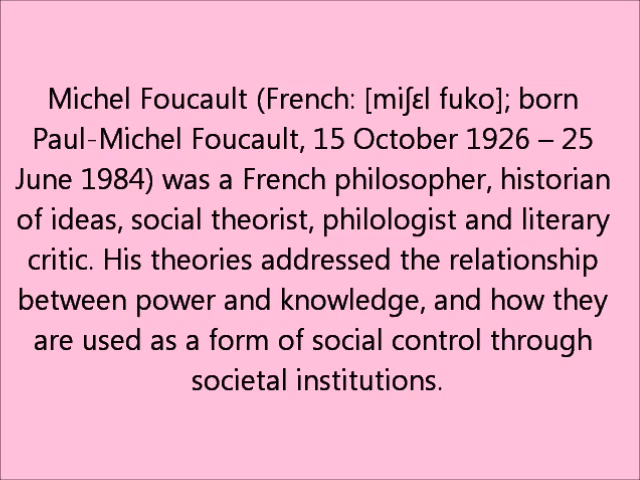 Michel Foucault (French: [miʃɛl fuko]; born
Paul-Michel Foucault, 15 October 1926 – 25
June 1984) was a French philosopher, historian
of ideas, social theorist, philologist and literary
critic. His theories addressed the relationship
between power and knowledge, and how they
are used as a form of social control through
societal institutions.